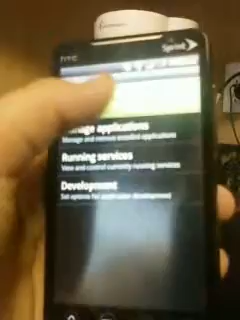 hTC
Sprint
Manage applications
Manage and remove installed applications
Running services
View and control currently running services
Development
Set options for application development